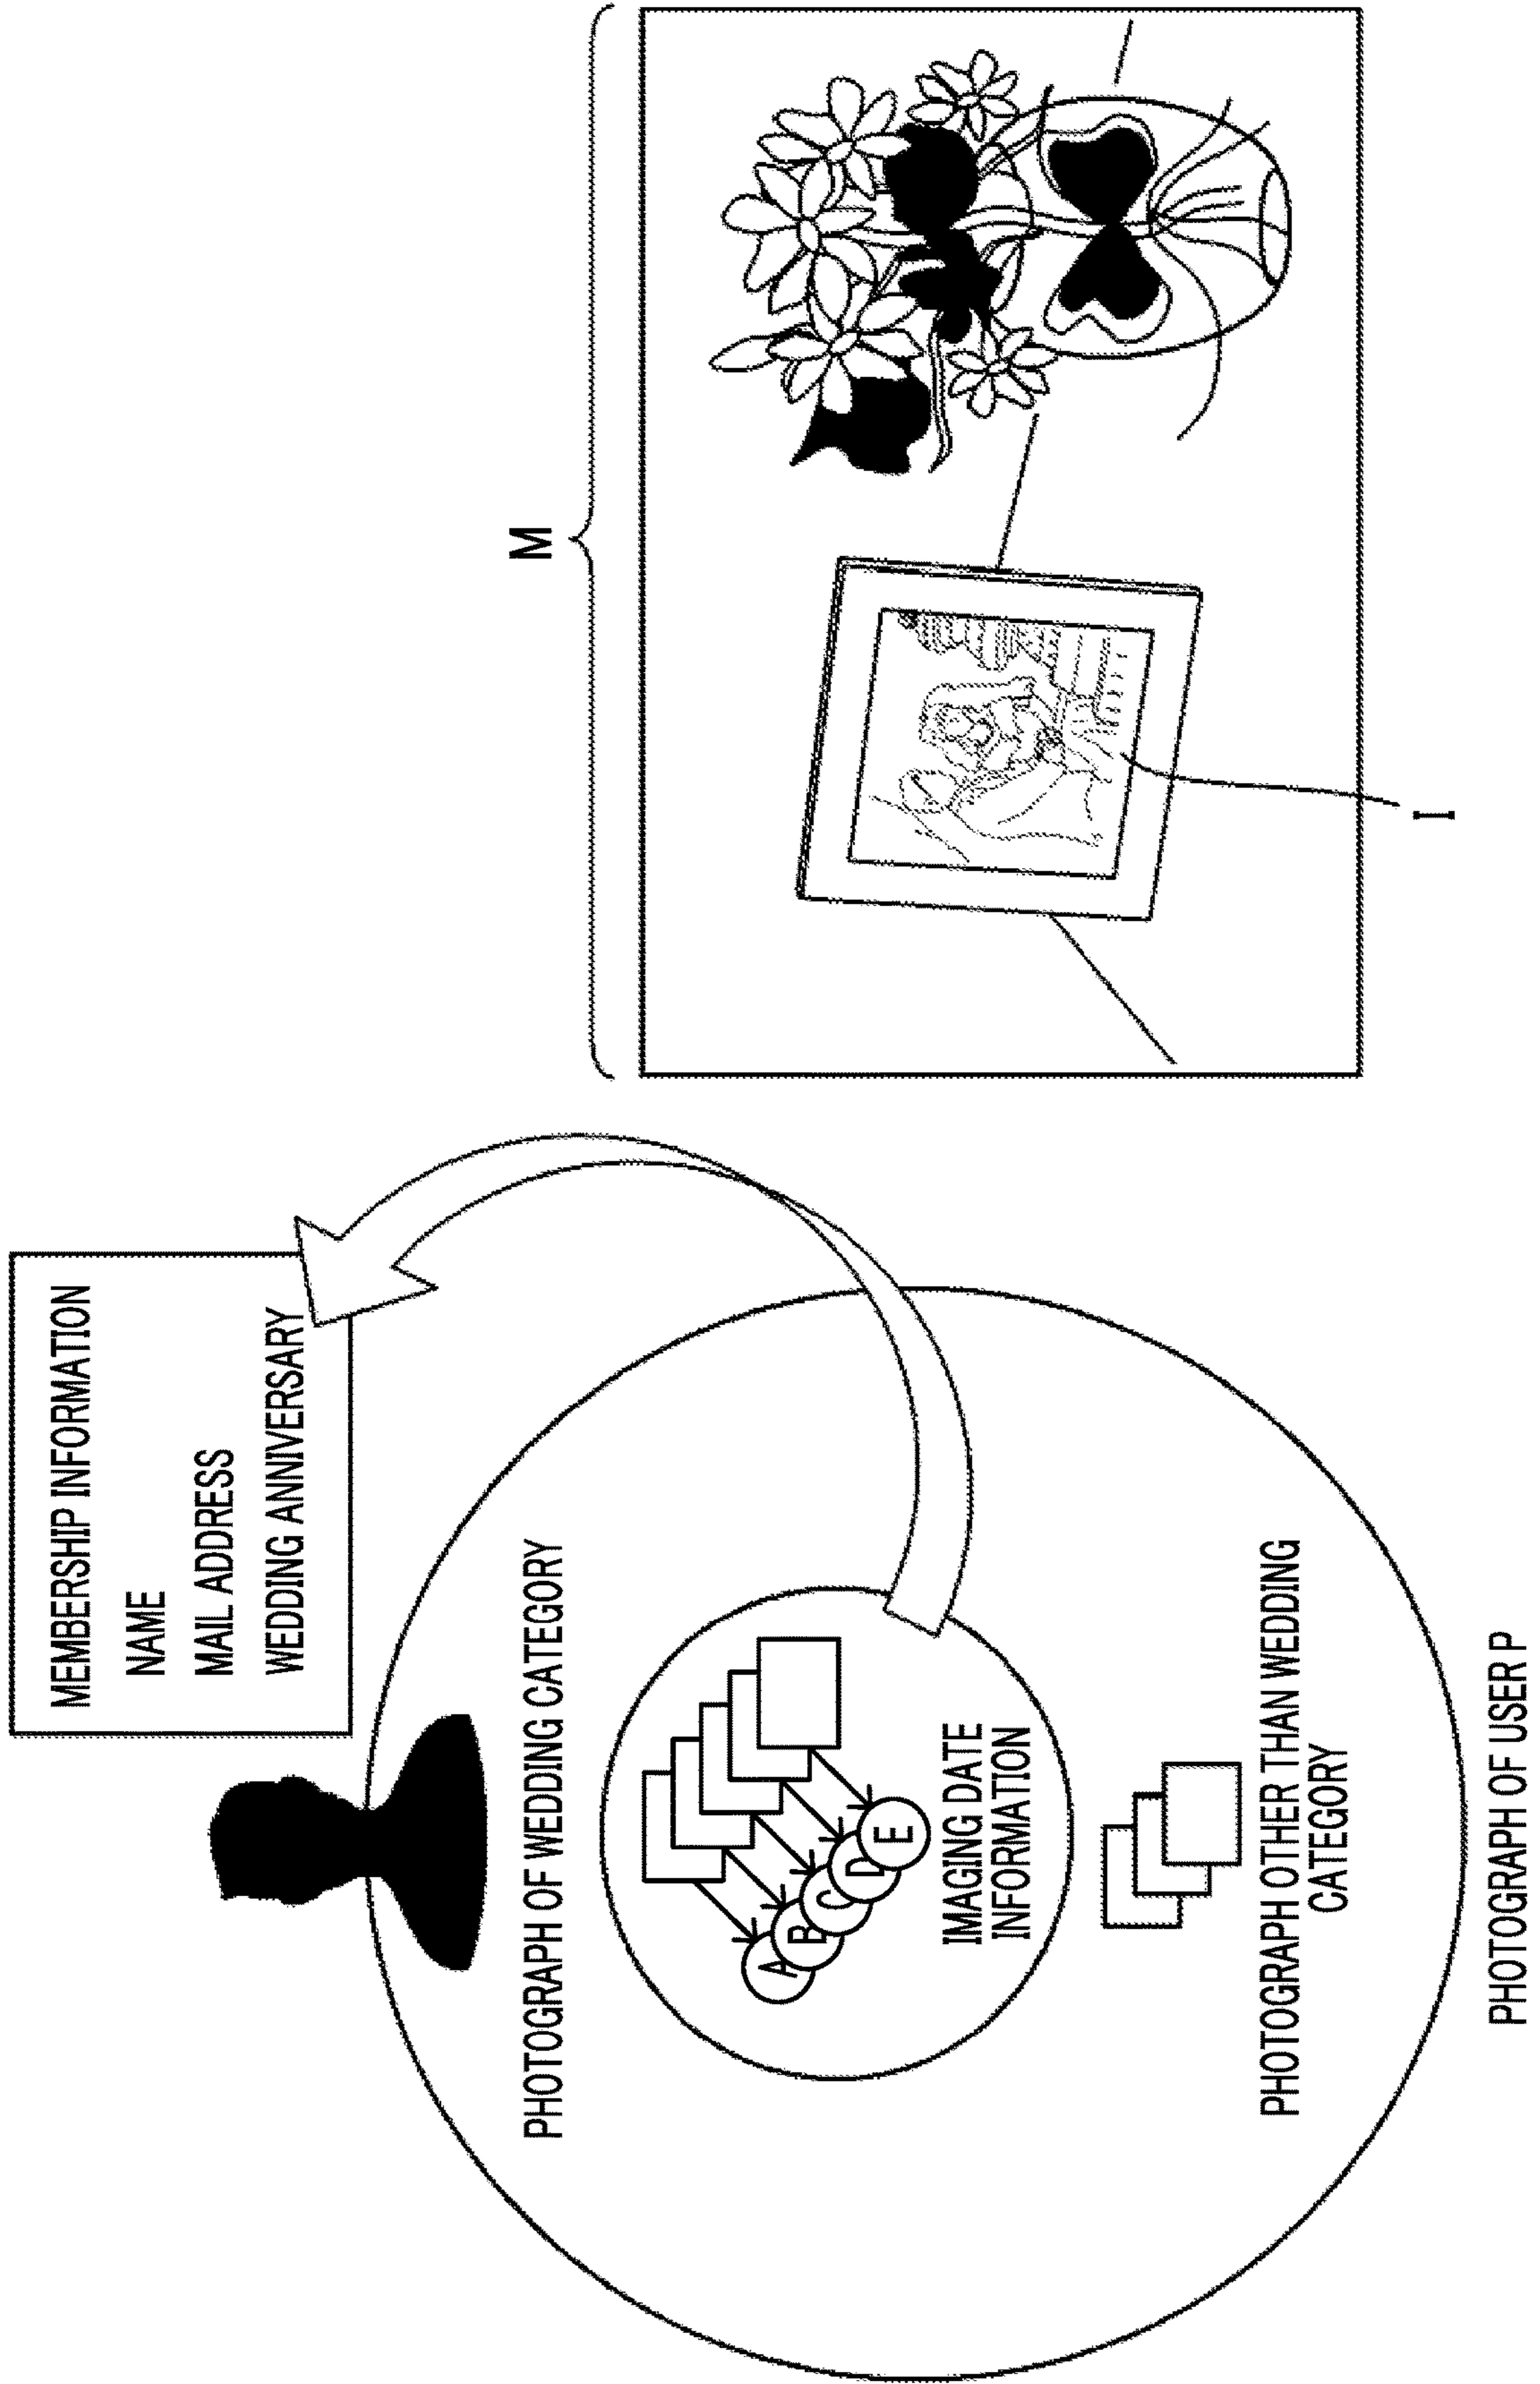 MEMBERSHIP INFORMATION
NAME
MAIL ADDRESS
WEDDING ANNIVERSARY
PHOTOGRAPH OF WEDDING CATEGORY
A
B
C
D
E
IMAGING DATE
INFORMATION
PHOTOGRAPH OTHER THAN WEDDING
CATEGORY
PHOTOGRAPH OF USER P
M
I